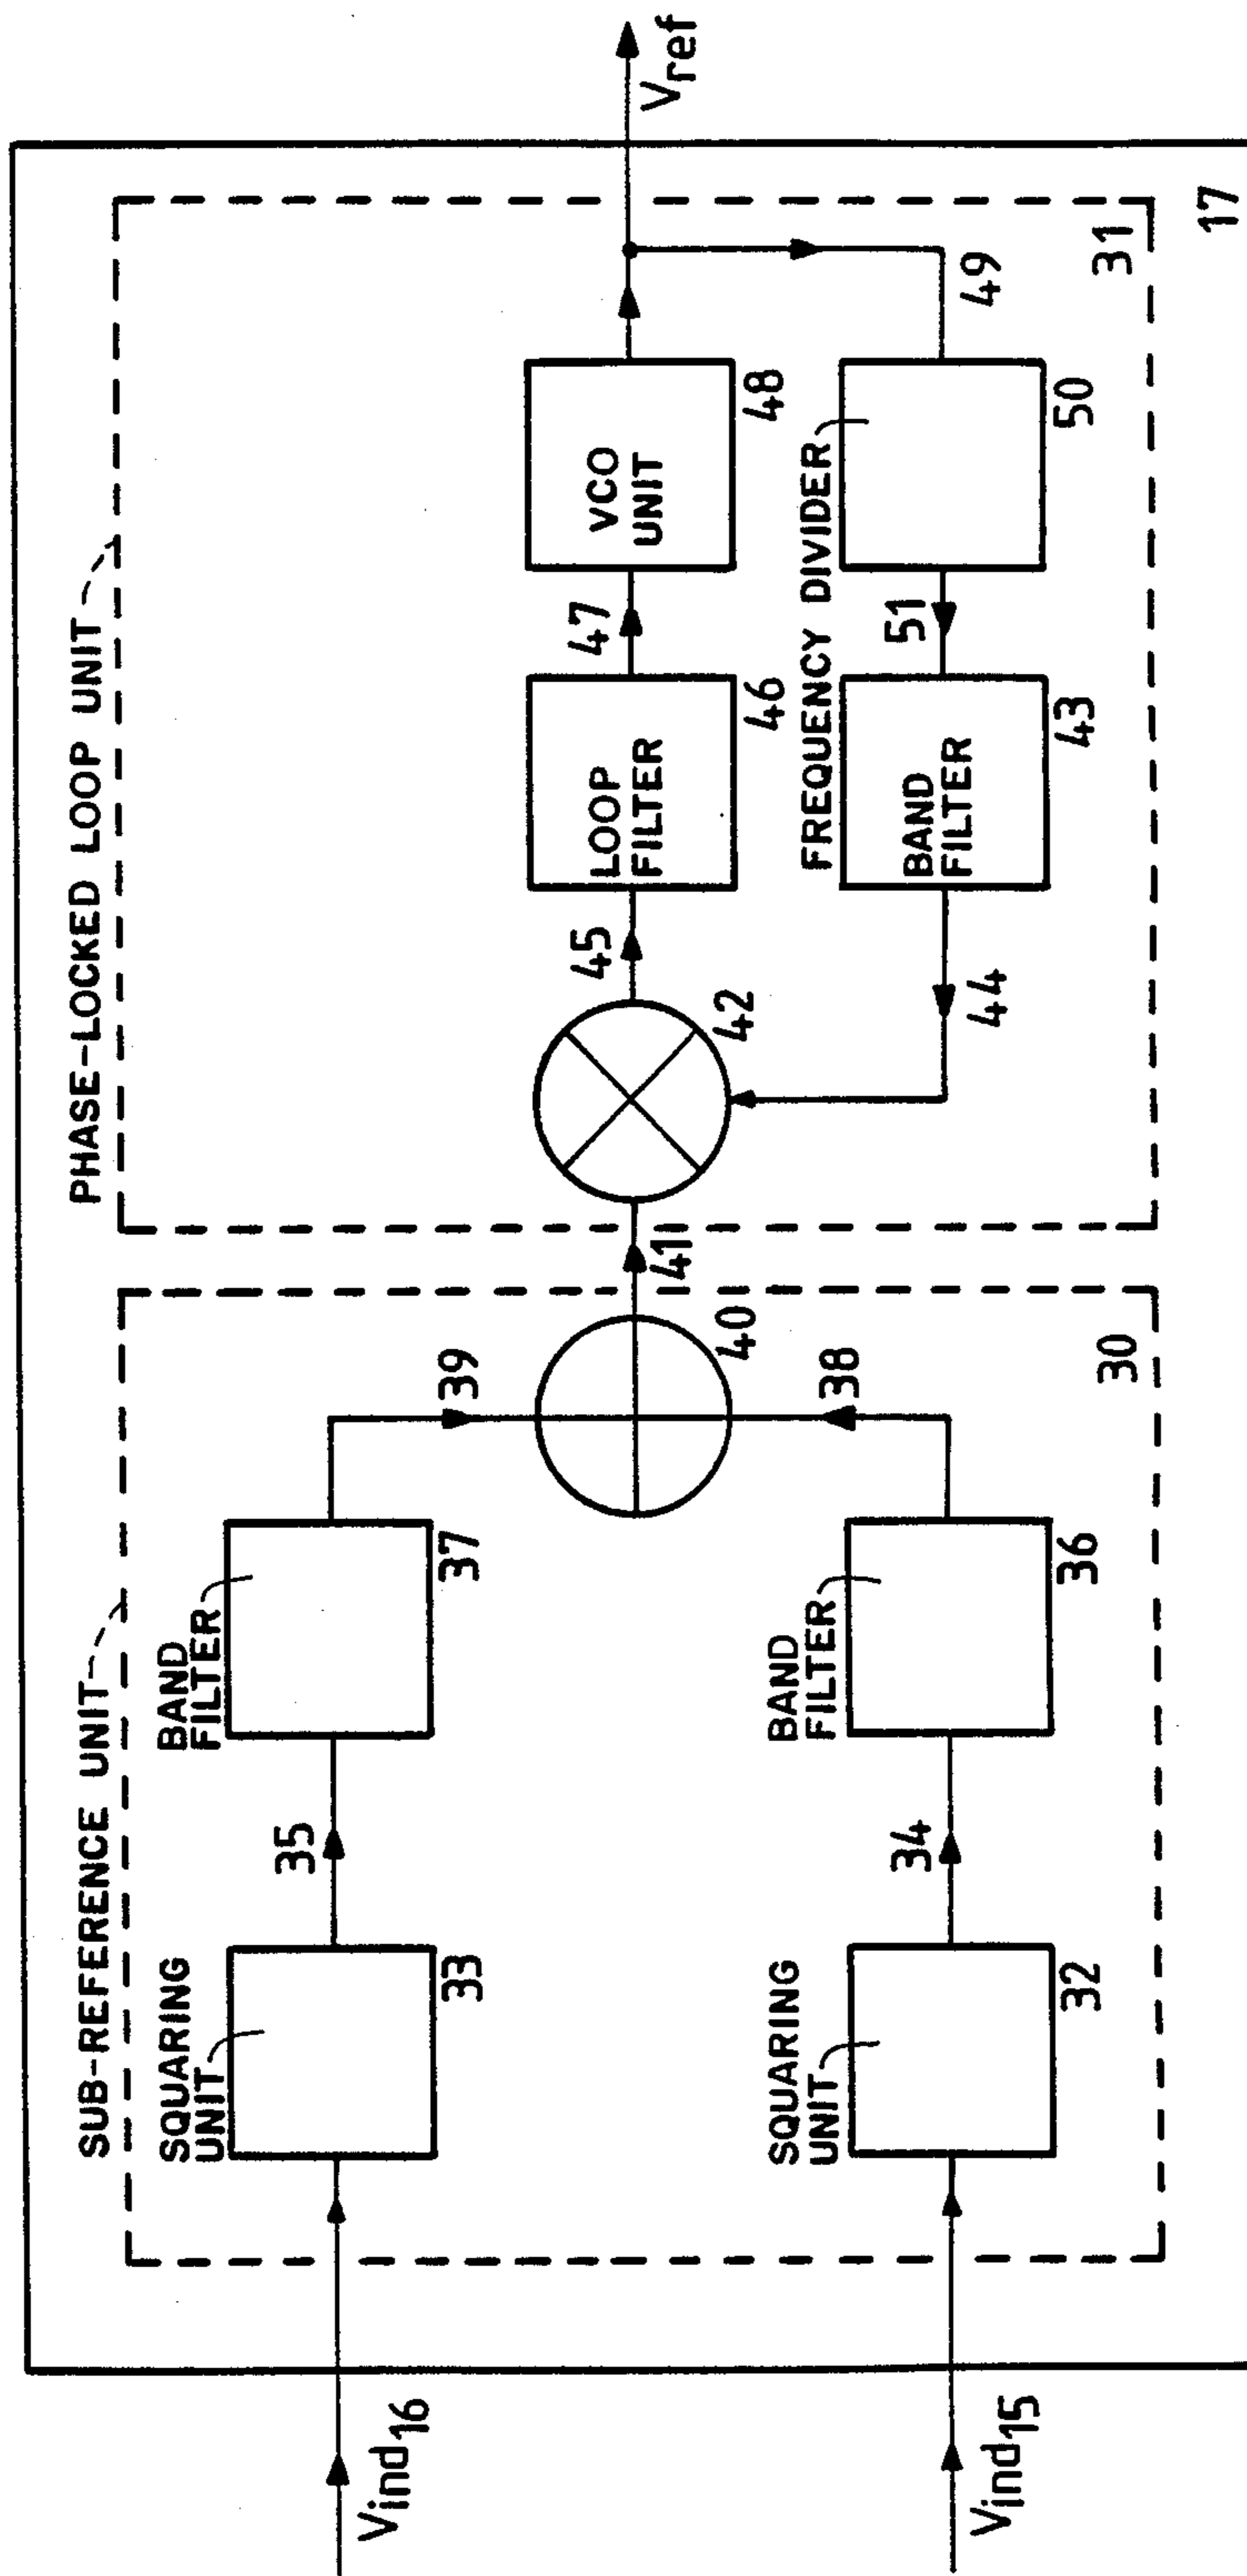 PHASE-LOCKED LOOP UNIT
SUB-REFERENCE UNIT
Vind16
SQUARING
UNIT
33
35
BAND
FILTER
37
39
40
41
42
45
LOOP
FILTER
46
47
VCO
UNIT
48
Vref
Vind15
SQUARING
UNIT
32
34
BAND
FILTER
36
38
30
44
BAND
FILTER
43
51
FREQUENCY DIVIDER
50
49
31
17